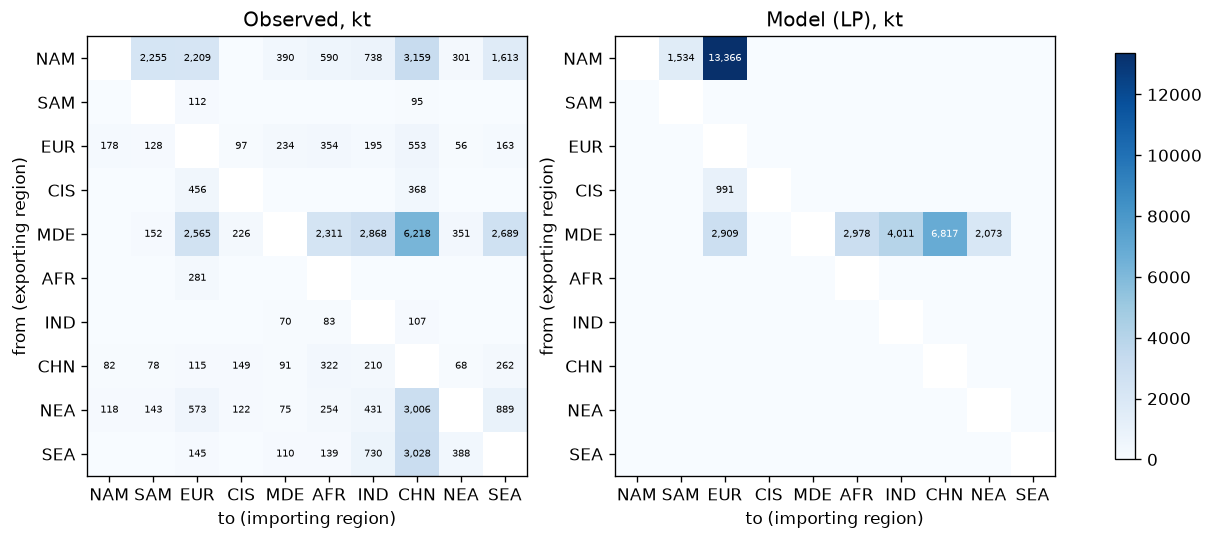 Observed, kt
from (exporting region)
NAM 2,255 2,209 390 590 738 3,159 301 1,613
SAM 112 95
EUR 178 128 97 234 354 195 553 56 163
CIS 456 368
MDE 152 2,565 226 2,311 2,868 6,218 351 2,689
AFR 281
IND 70 83 107
CHN 82 78 115 149 91 322 210 68 262
NEA 118 143 573 122 75 254 431 3,006 889
SEA 145 110 139 730 3,028 388
NAM SAM EUR CIS MDE AFR IND CHN NEA SEA
to (importing region)
Model (LP), kt
from (exporting region)
NAM 1,534 13,366
SAM
EUR
CIS 991
MDE 2,909 2,978 4,011 6,817 2,073
AFR
IND
CHN
NEA
SEA
NAM SAM EUR CIS MDE AFR IND CHN NEA SEA
to (importing region)
12000
10000
8000
6000
4000
2000
0